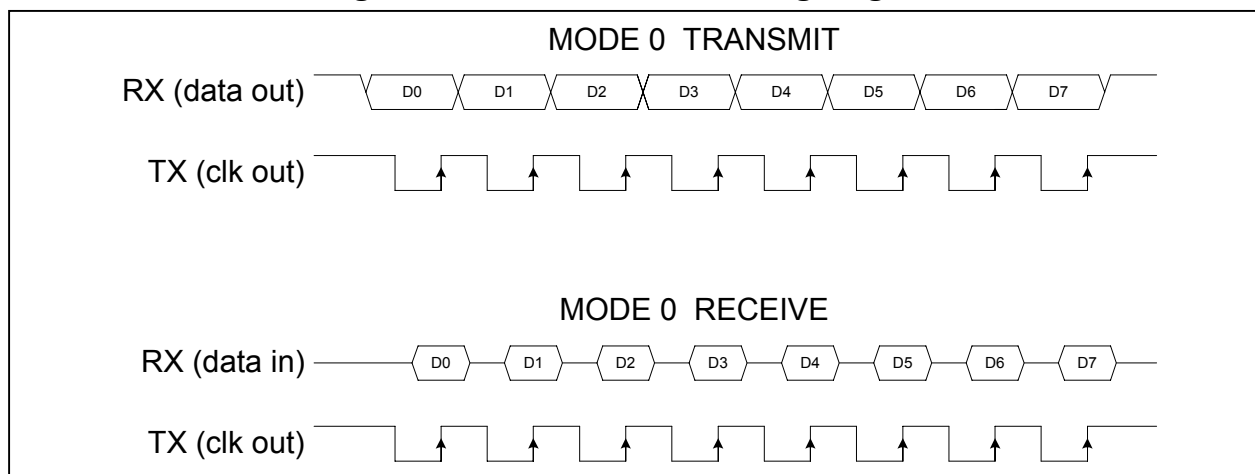 MODE 0 TRANSMIT
RX (data out) D0 D1 D2 D3 D4 D5 D6 D7
TX (clk out)
MODE 0 RECEIVE
RX (data in) D0 D1 D2 D3 D4 D5 D6 D7
TX (clk out)